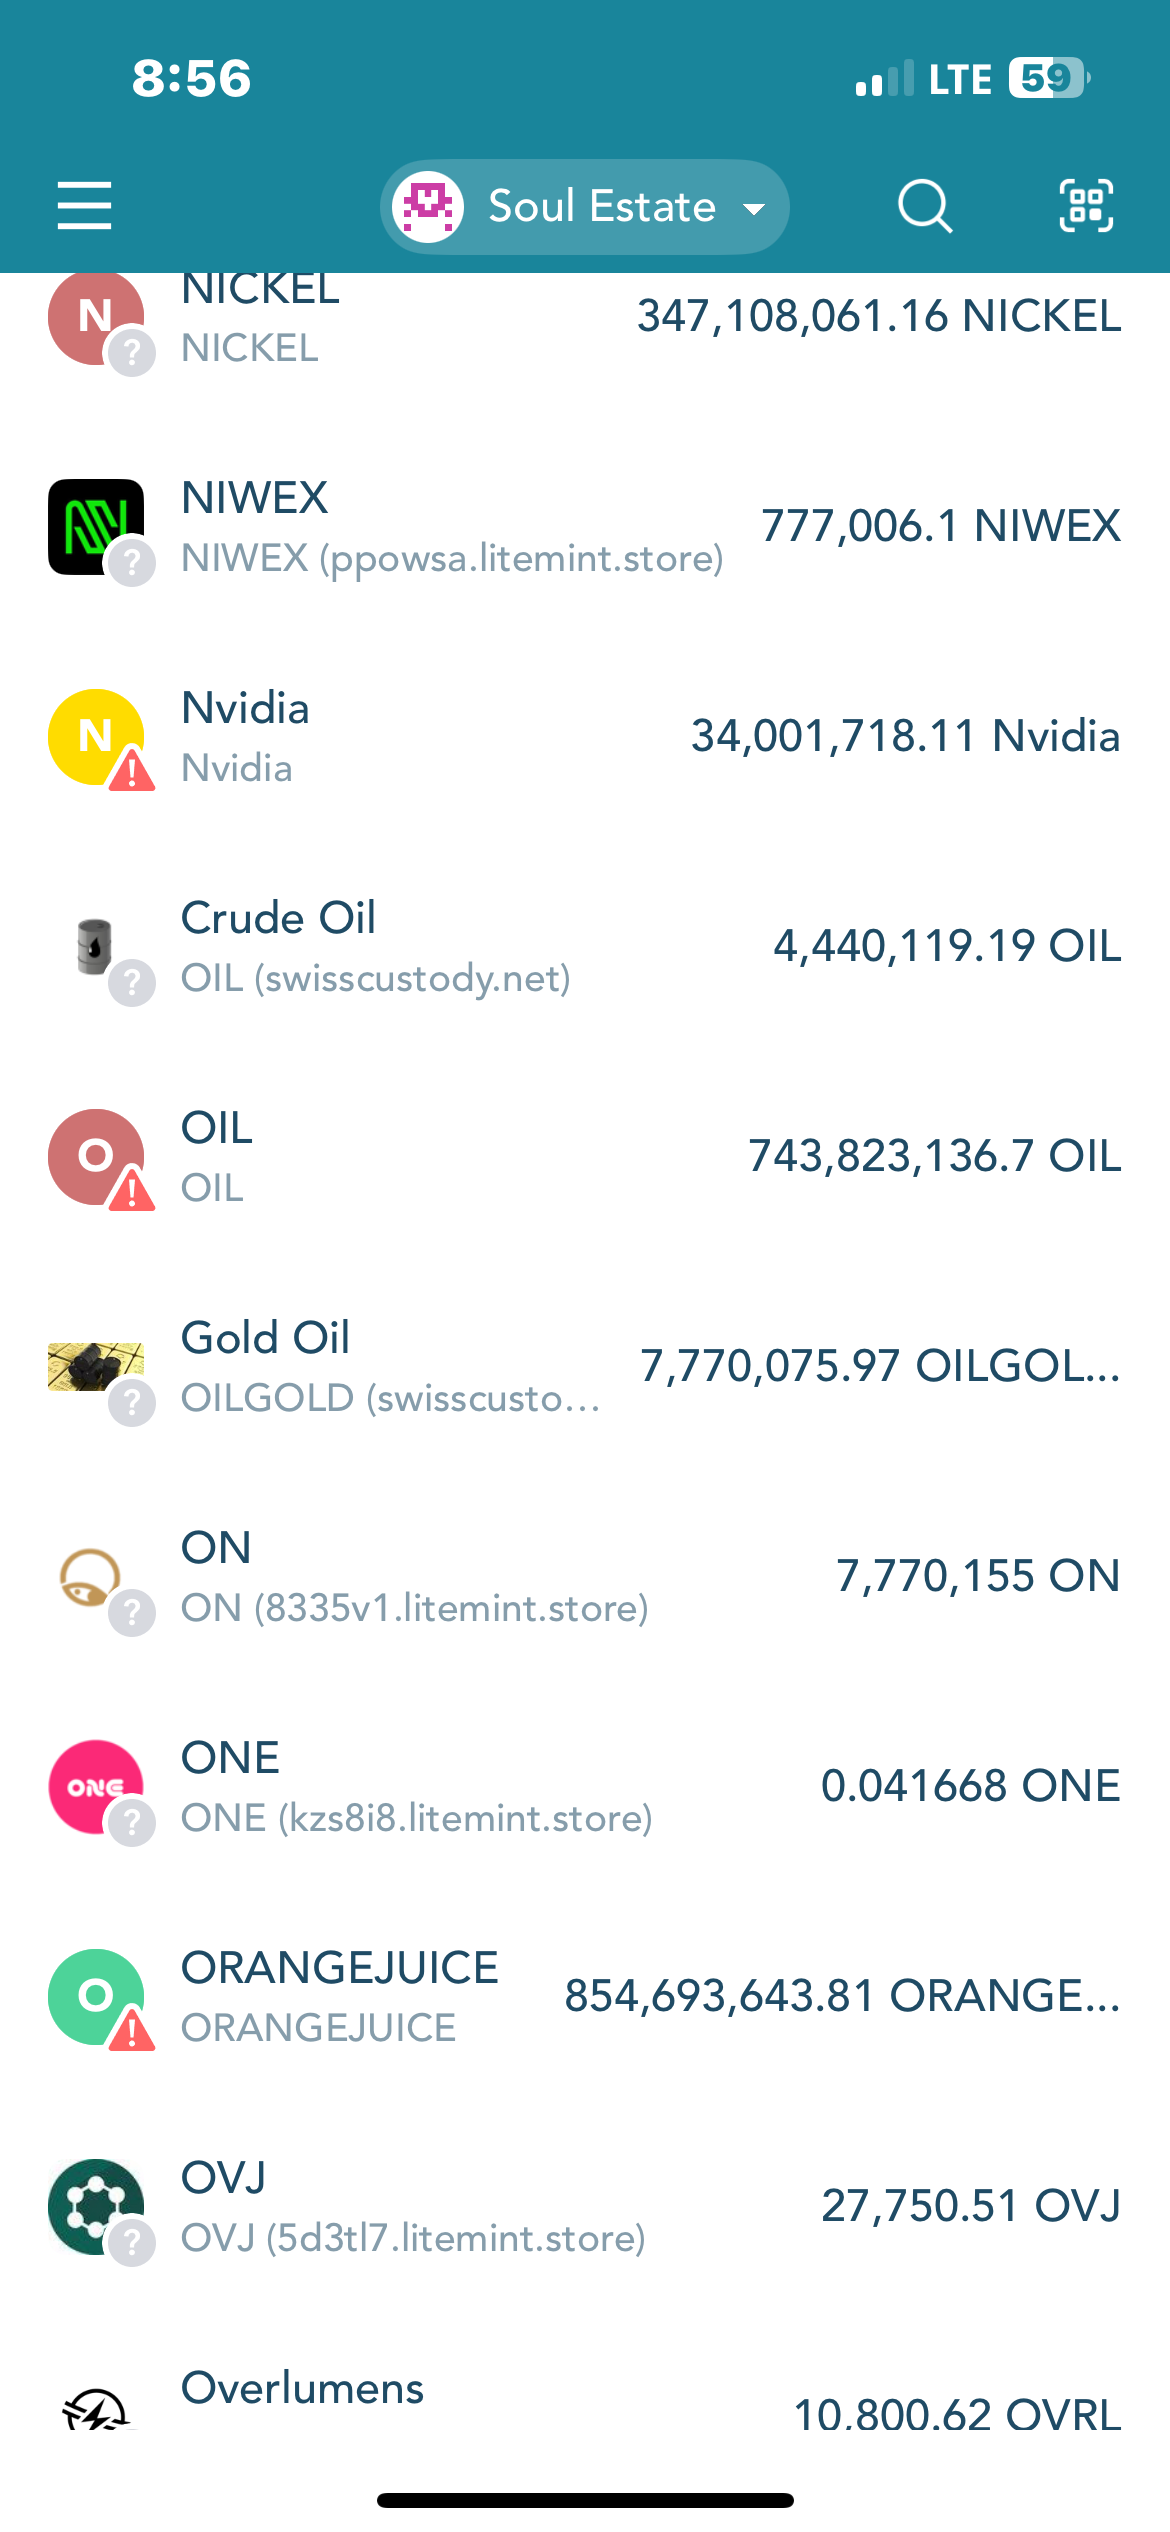 8:56
LTE 59
Soul Estate
N
NICKEL
NICKEL
347,108,061.16 NICKEL
NIWEX
NIWEX (ppowsa.litemint.store)
777,006.1 NIWEX
N
Nvidia
Nvidia
34,001,718.11 Nvidia
Crude Oil
OIL (swisscustody.net)
4,440,119.19 OIL
O
OIL
OIL
743,823,136.7 OIL
Gold Oil
OILGOLD (swisscusto...
7,770,075.97 OILGOL...
ON
ON (8335v1.litemint.store)
7,770,155 ON
ONE
ONE
ONE (kzs8i8.litemint.store)
0.041668 ONE
O
ORANGEJUICE
ORANGEJUICE
854,693,643.81 ORANGE...
OVJ
OVJ (5d3tl7.litemint.store)
27,750.51 OVJ
Overlumens
10,800.62 OVRL